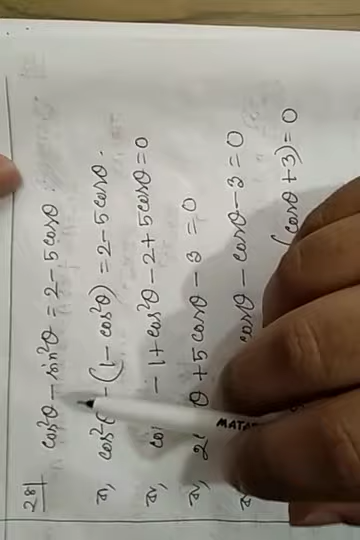 28) cos²θ - sin²θ = 2 - 5cosθ.
বা, cos²θ - (1 - cos²θ) = 2 - 5cosθ.
বা, - 1 + cos²θ - 2 + 5cosθ = 0
বা, + 5cosθ - 3 = 0
cosθ - cosθ - 3 = 0
(cosθ + 3) = 0
MATA